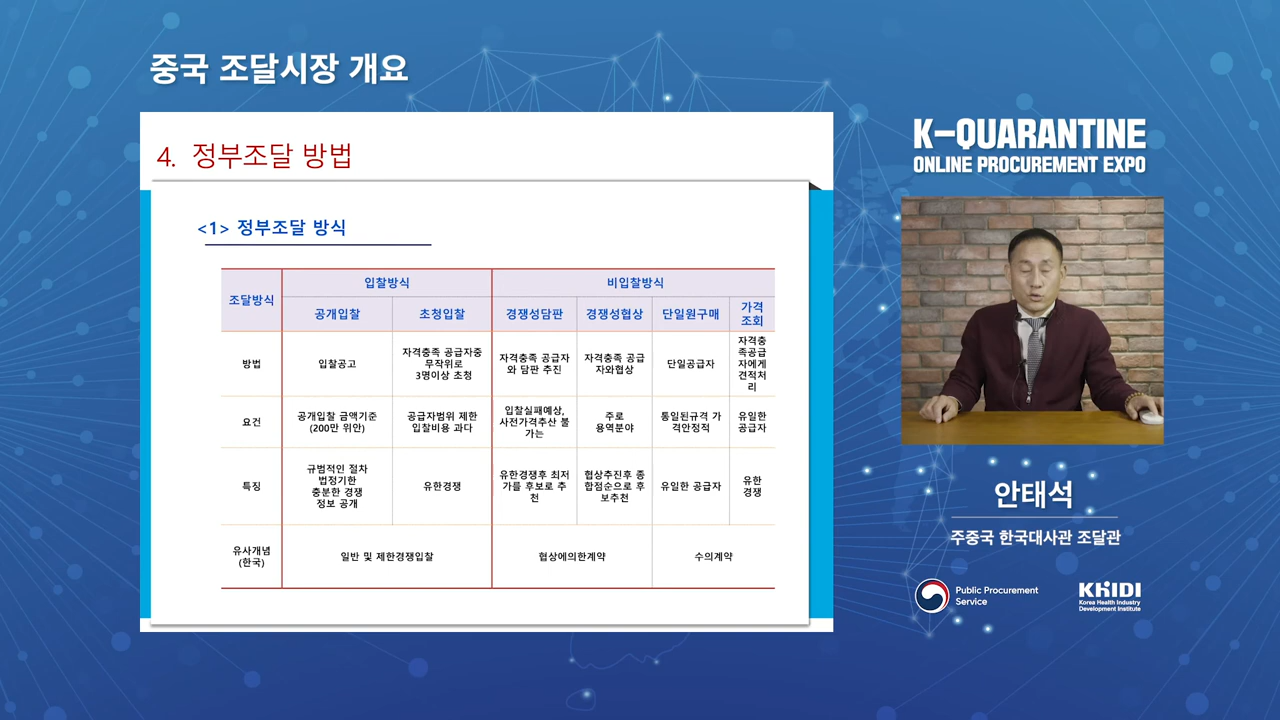 중국 조달시장 개요
4. 정부조달 방법
<1> 정부조달 방식
조달방식
입찰방식
비입찰방식
공개입찰
초청입찰
경쟁성담판
경쟁성협상
단일원구매
가격
조회
방법
입찰공고
자격충족 공급자중
무작위로
3명이상 초청
자격충족 공급자
와 담판 추진
자격충족 공급
자와협상
단일공급자
자격충
족공급
자에게
견적처
리
요건
공개입찰 금액기준
(200만 위안)
공급자범위 제한
입찰비용 과다
입찰실패예상,
사전가격추산 불
가는
주로
용역분야
통일된규격 가
격안정적
유일한
공급자
특징
규범적인 절차
법정기한
충분한 경쟁
정보 공개
유한경쟁
유한경쟁후 최저
가를 후보로 추
천
협상추진후 종
합점순으로 후
보추천
유일한 공급자
유한
경쟁
유사개념
(한국)
일반 및 제한경쟁입찰
협상에의한계약
수의계약
K-QUARANTINE
ONLINE PROCUREMENT EXPO
안태석
주중국 한국대사관 조달관
Public Procurement
Service
KHIDI
Korea Health Industry
Development Institute